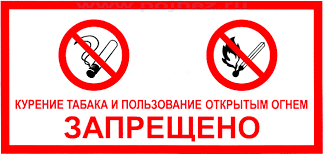 КУРЕНИЕ ТАБАКА И ПОЛЬЗОВАНИЕ ОТКРЫТЫМ ОГНЕМ
ЗАПРЕЩЕНО